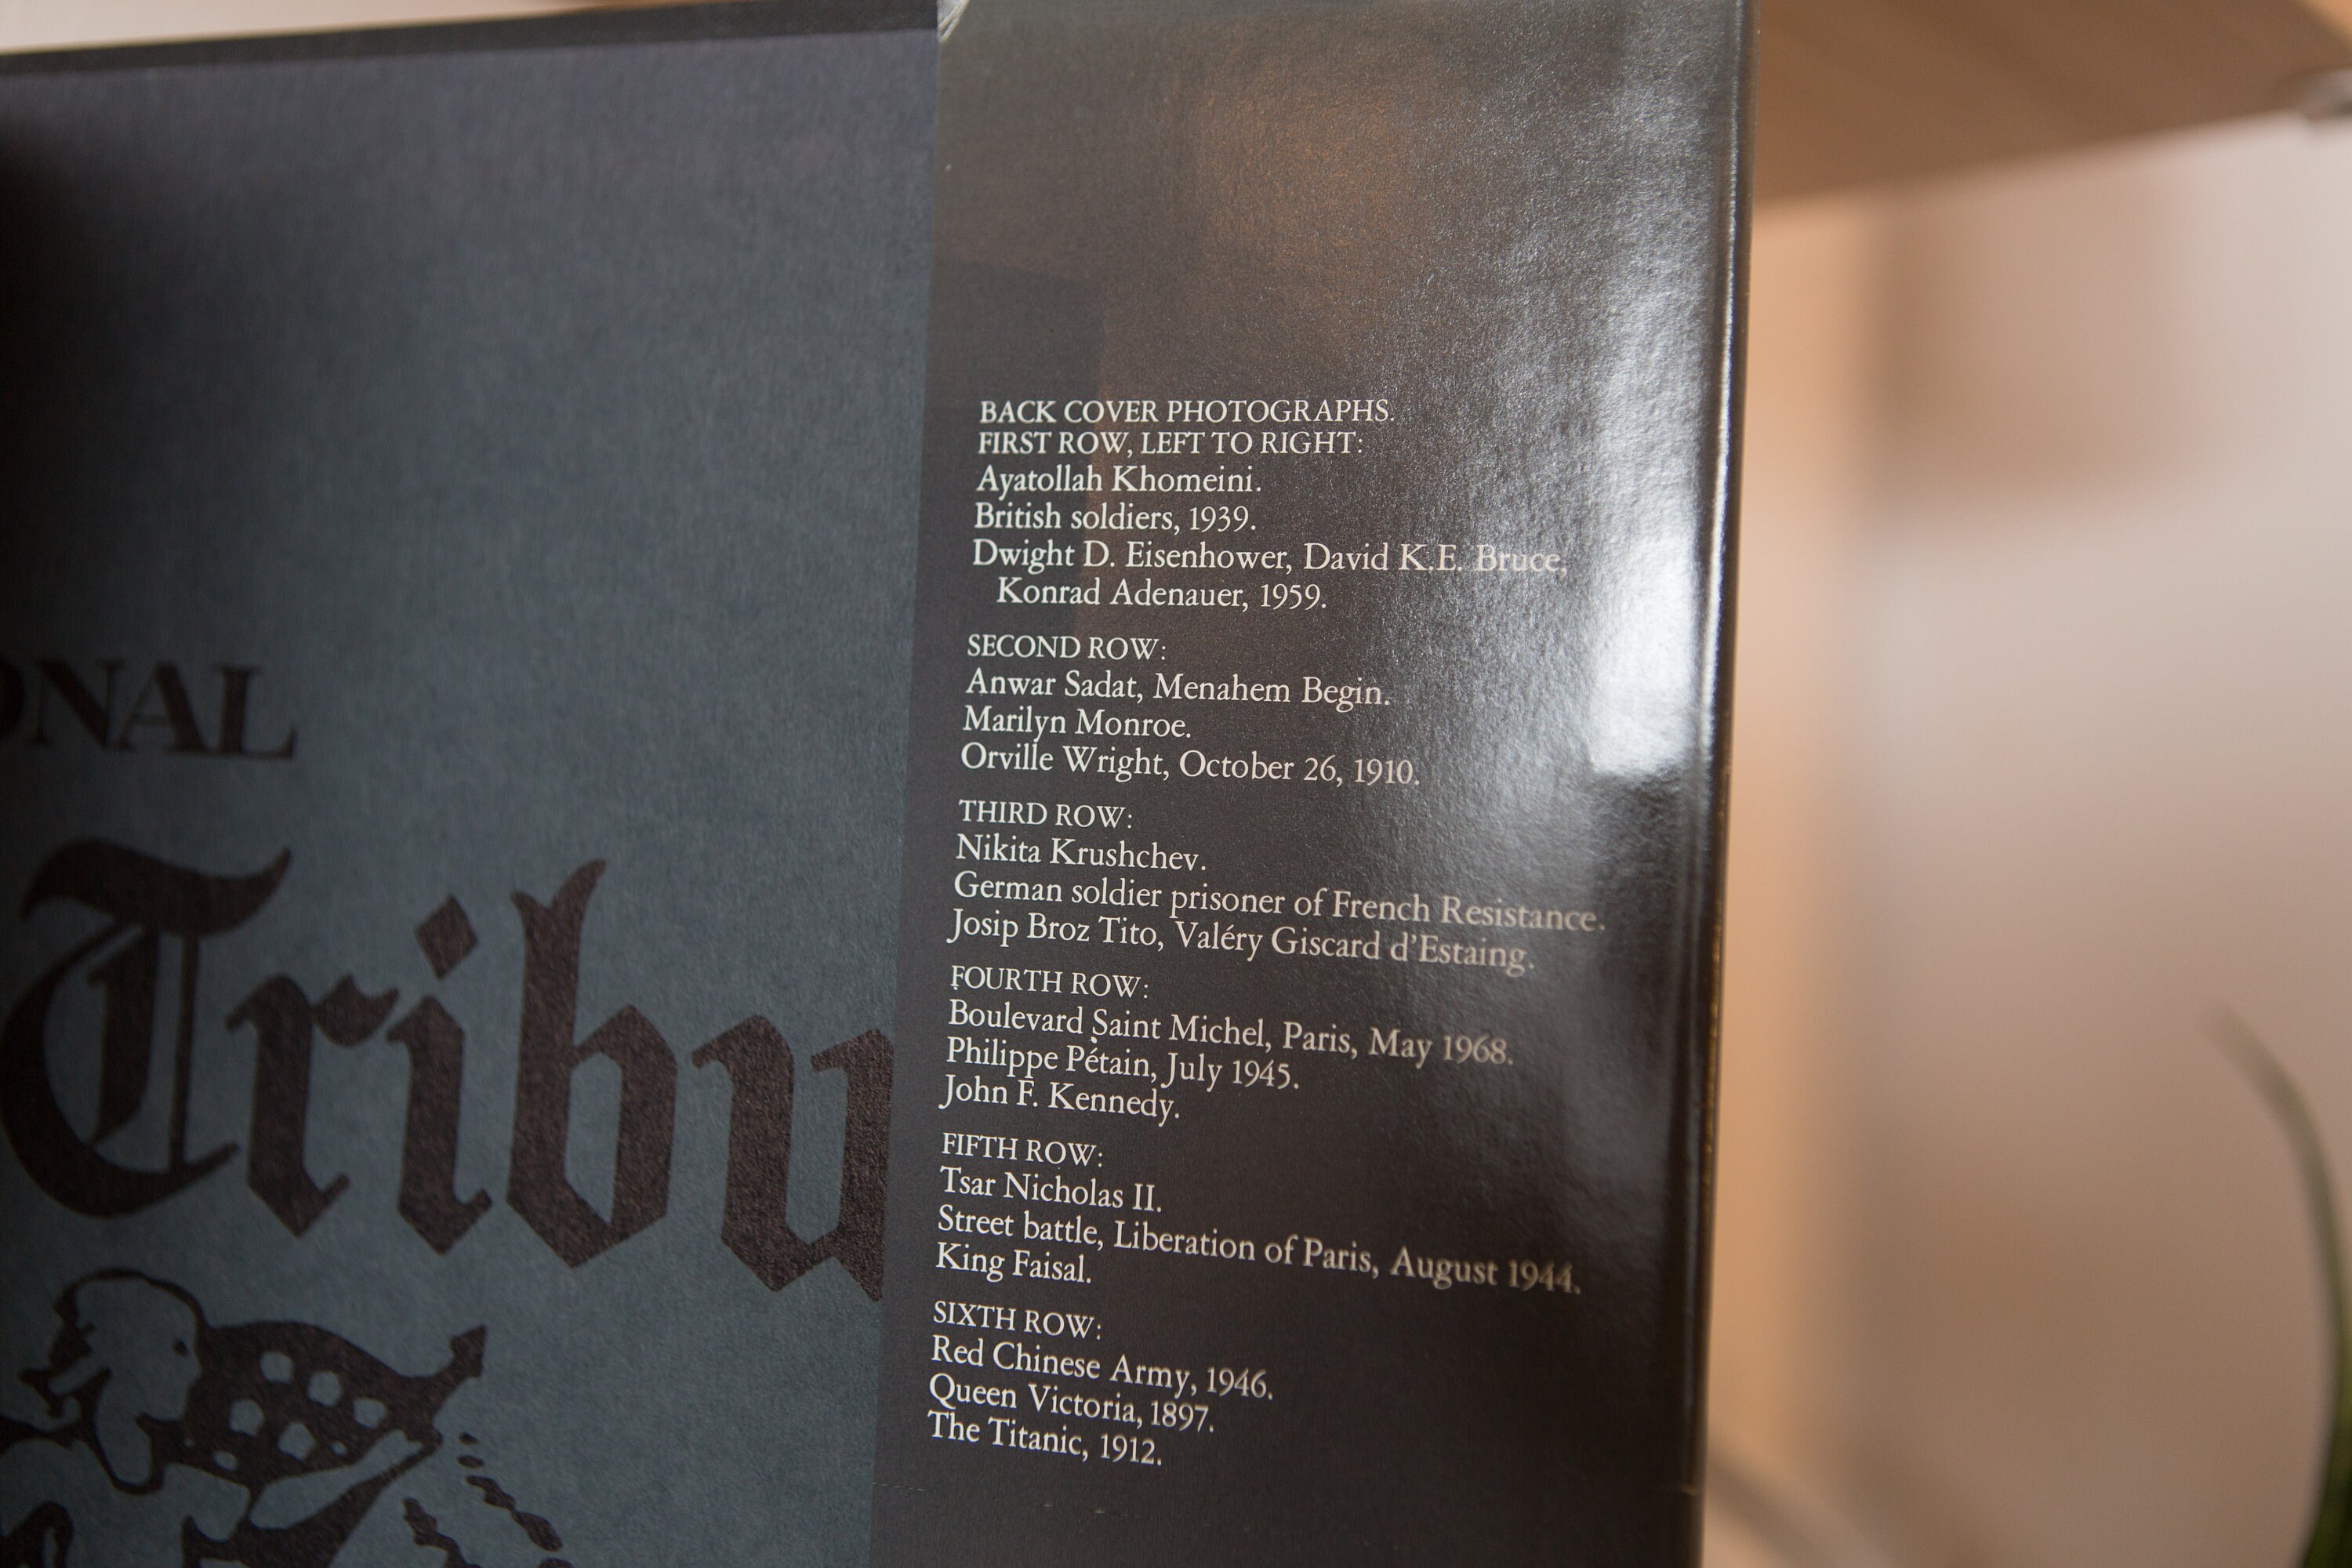 ONAL
Tribu
BACK COVER PHOTOGRAPHS.
FIRST ROW, LEFT TO RIGHT:
Ayatollah Khomeini.
British soldiers, 1939.
Dwight D. Eisenhower, David K.E. Bruce,
Konrad Adenauer, 1959.
SECOND ROW:
Anwar Sadat, Menahem Begin.
Marilyn Monroe.
Orville Wright, October 26, 1910.
THIRD ROW:
Nikita Krushchev.
German soldier prisoner of French Resistance.
Josip Broz Tito, Valéry Giscard d'Estaing.
FOURTH ROW:
Boulevard Saint Michel, Paris, May 1968.
Philippe Pétain, July 1945.
John F. Kennedy.
FIFTH ROW:
Tsar Nicholas II.
Street battle, Liberation of Paris, August 1944.
King Faisal.
SIXTH ROW:
Red Chinese Army, 1946.
Queen Victoria, 1897.
The Titanic, 1912.